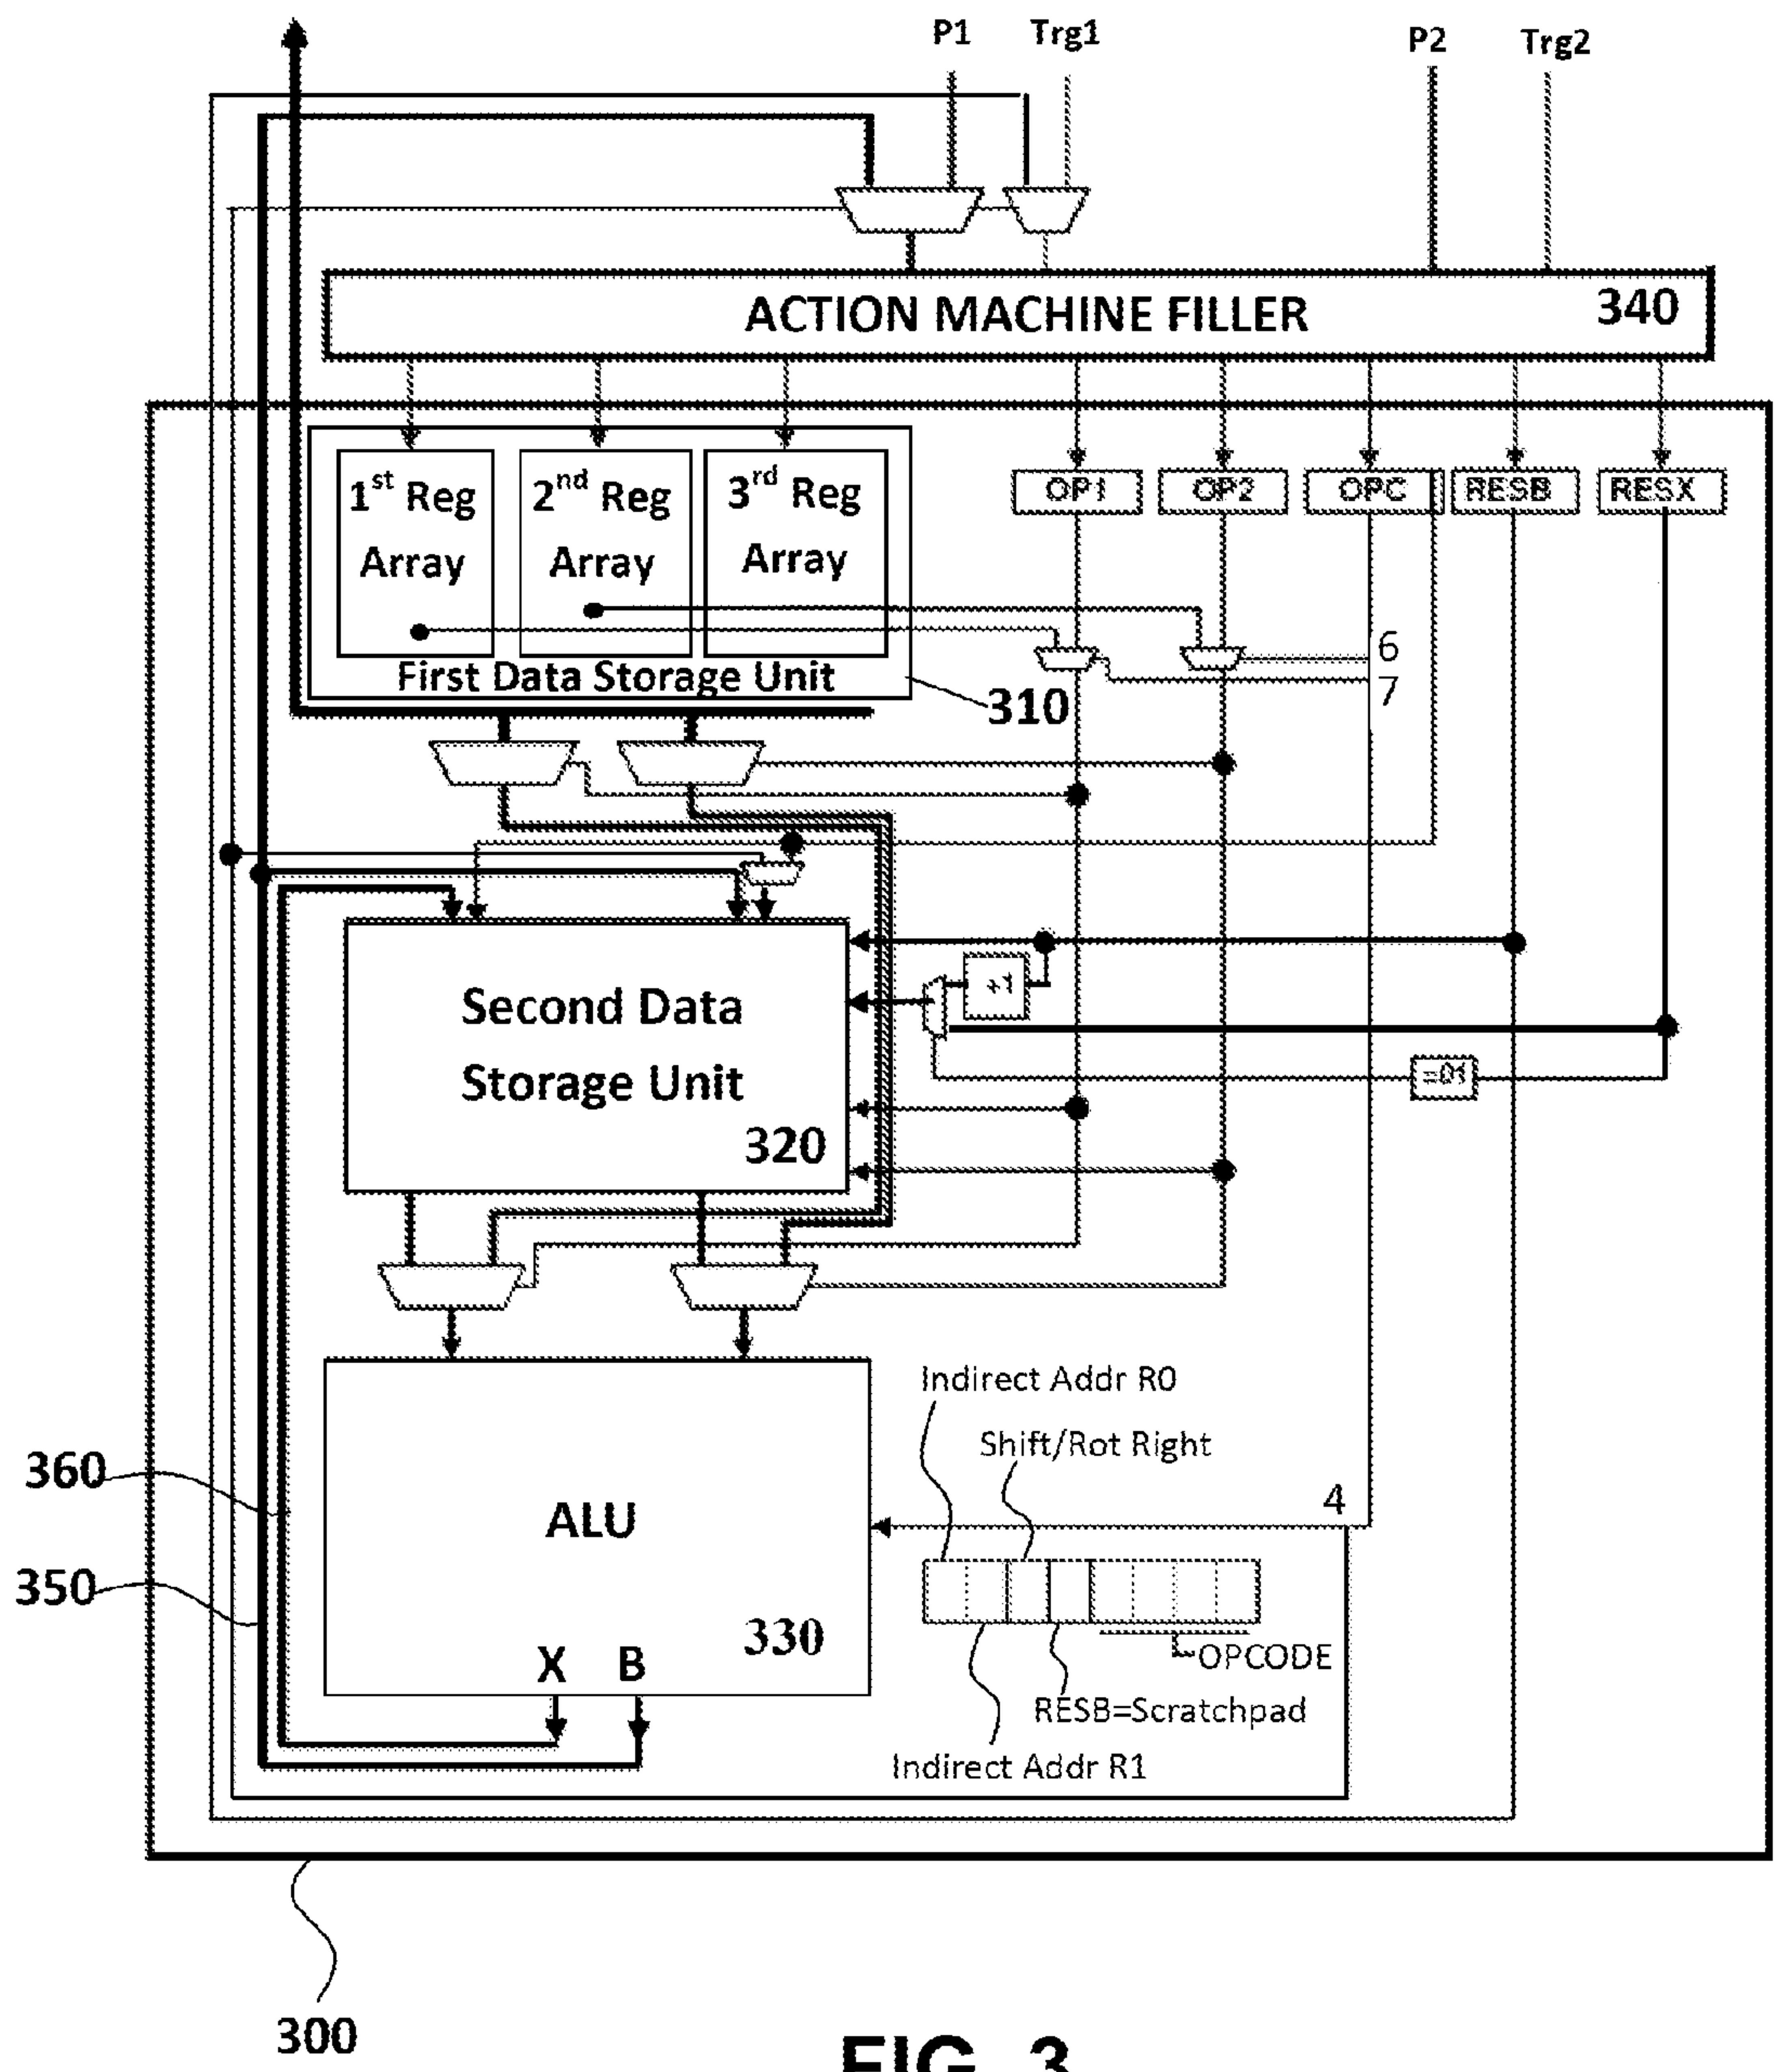 P1
Trg1
P2
Trg2
ACTION MACHINE FILLER
340
1st Reg
Array
2nd Reg
Array
3rd Reg
Array
First Data Storage Unit
310
OP1
OP2
OPC
RESB
RESX
6
7
+1
=01
Second Data
Storage Unit
320
Indirect Addr R0
Shift/Rot Right
4
360
350
ALU
330
X
B
OPCODE
RESB=Scratchpad
Indirect Addr R1
300
FIG. 3